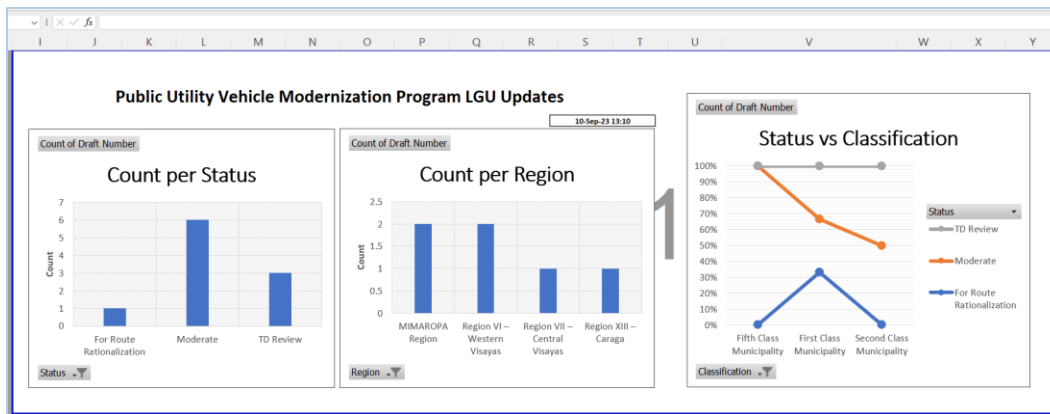 fx
I J K L M N O P Q R S T U V W X Y
Public Utility Vehicle Modernization Program LGU Updates
10-Sep-23 13:10
Count of Draft Number
Count per Status
7
6
5
4
3
2
1
0
Count
For Route Rationalization
Moderate
TD Review
Status
Count of Draft Number
Count per Region
2.5
2
1.5
1
0.5
0
Count
MIMAROPA Region
Region VI – Western Visayas
Region VII – Central Visayas
Region XIII – Caraga
Region
1
Count of Draft Number
Status vs Classification
100%
90%
80%
70%
60%
50%
40%
30%
20%
10%
0%
Fifth Class Municipality
First Class Municipality
Second Class Municipality
Status
TD Review
Moderate
For Route Rationalization
Classification